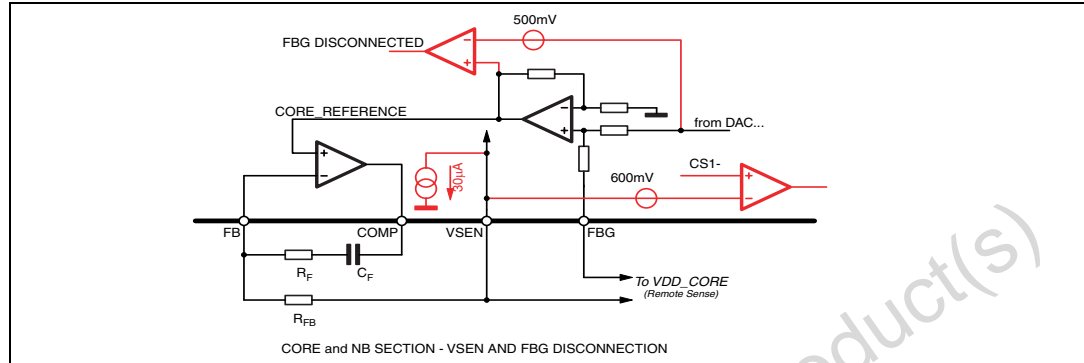 500mV
FBG DISCONNECTED
CORE_REFERENCE
from DAC...
30µA
600mV
CS1-
FB
COMP
VSEN
FBG
RF
CF
RFB
To VDD_CORE
(Remote Sense)
CORE and NB SECTION - VSEN AND FBG DISCONNECTION